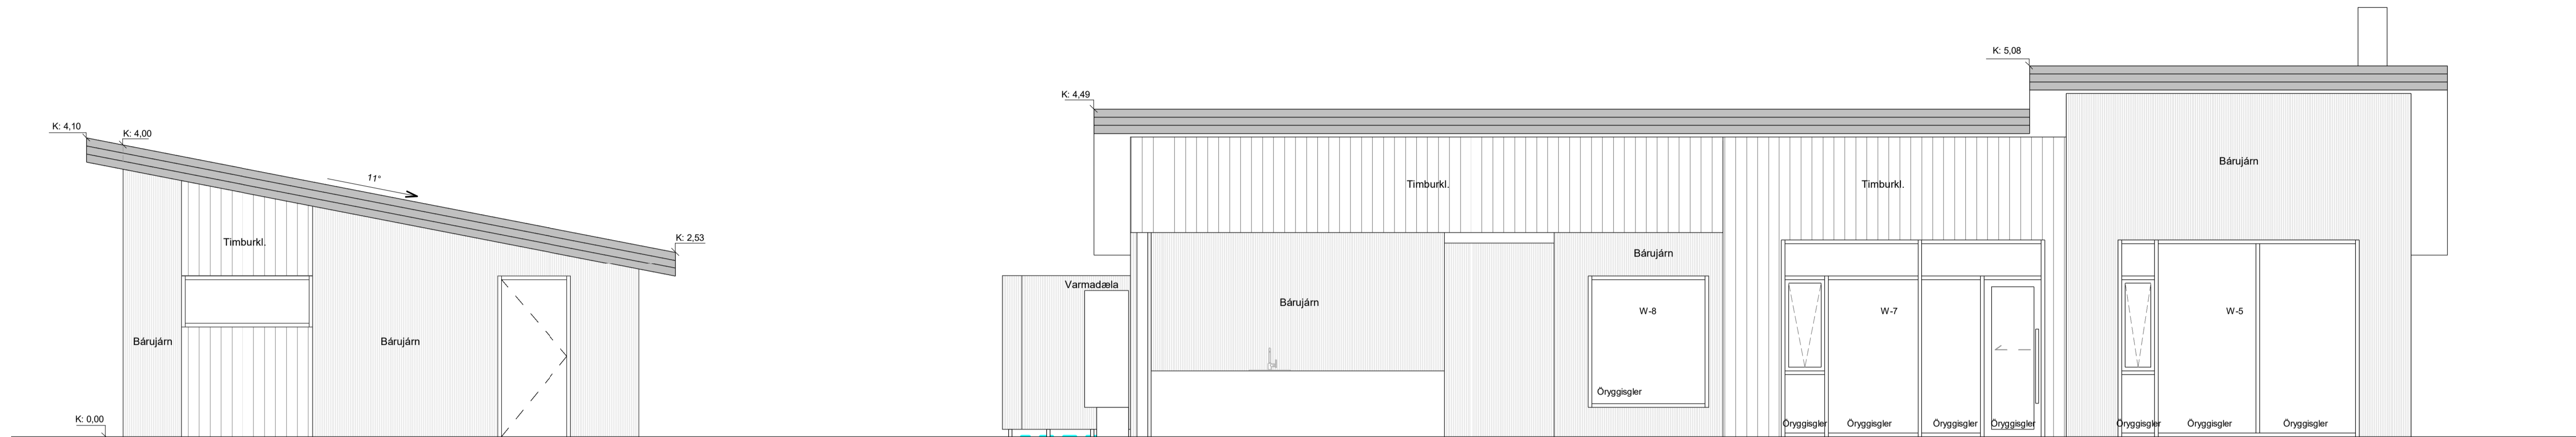 K: 4,10
K: 4,00
11°
K: 2,53
Timburkl.
Bárujárn
Bárujárn
K: 0,00
K: 4,49
K: 5,08
Timburkl.
Timburkl.
Bárujárn
Bárujárn
Varmadæla
Bárujárn
W-8
W-7
W-5
Öryggisgler
Öryggisgler
Öryggisgler
Öryggisgler
Öryggisgler
Öryggisgler
Öryggisgler
Öryggisgler